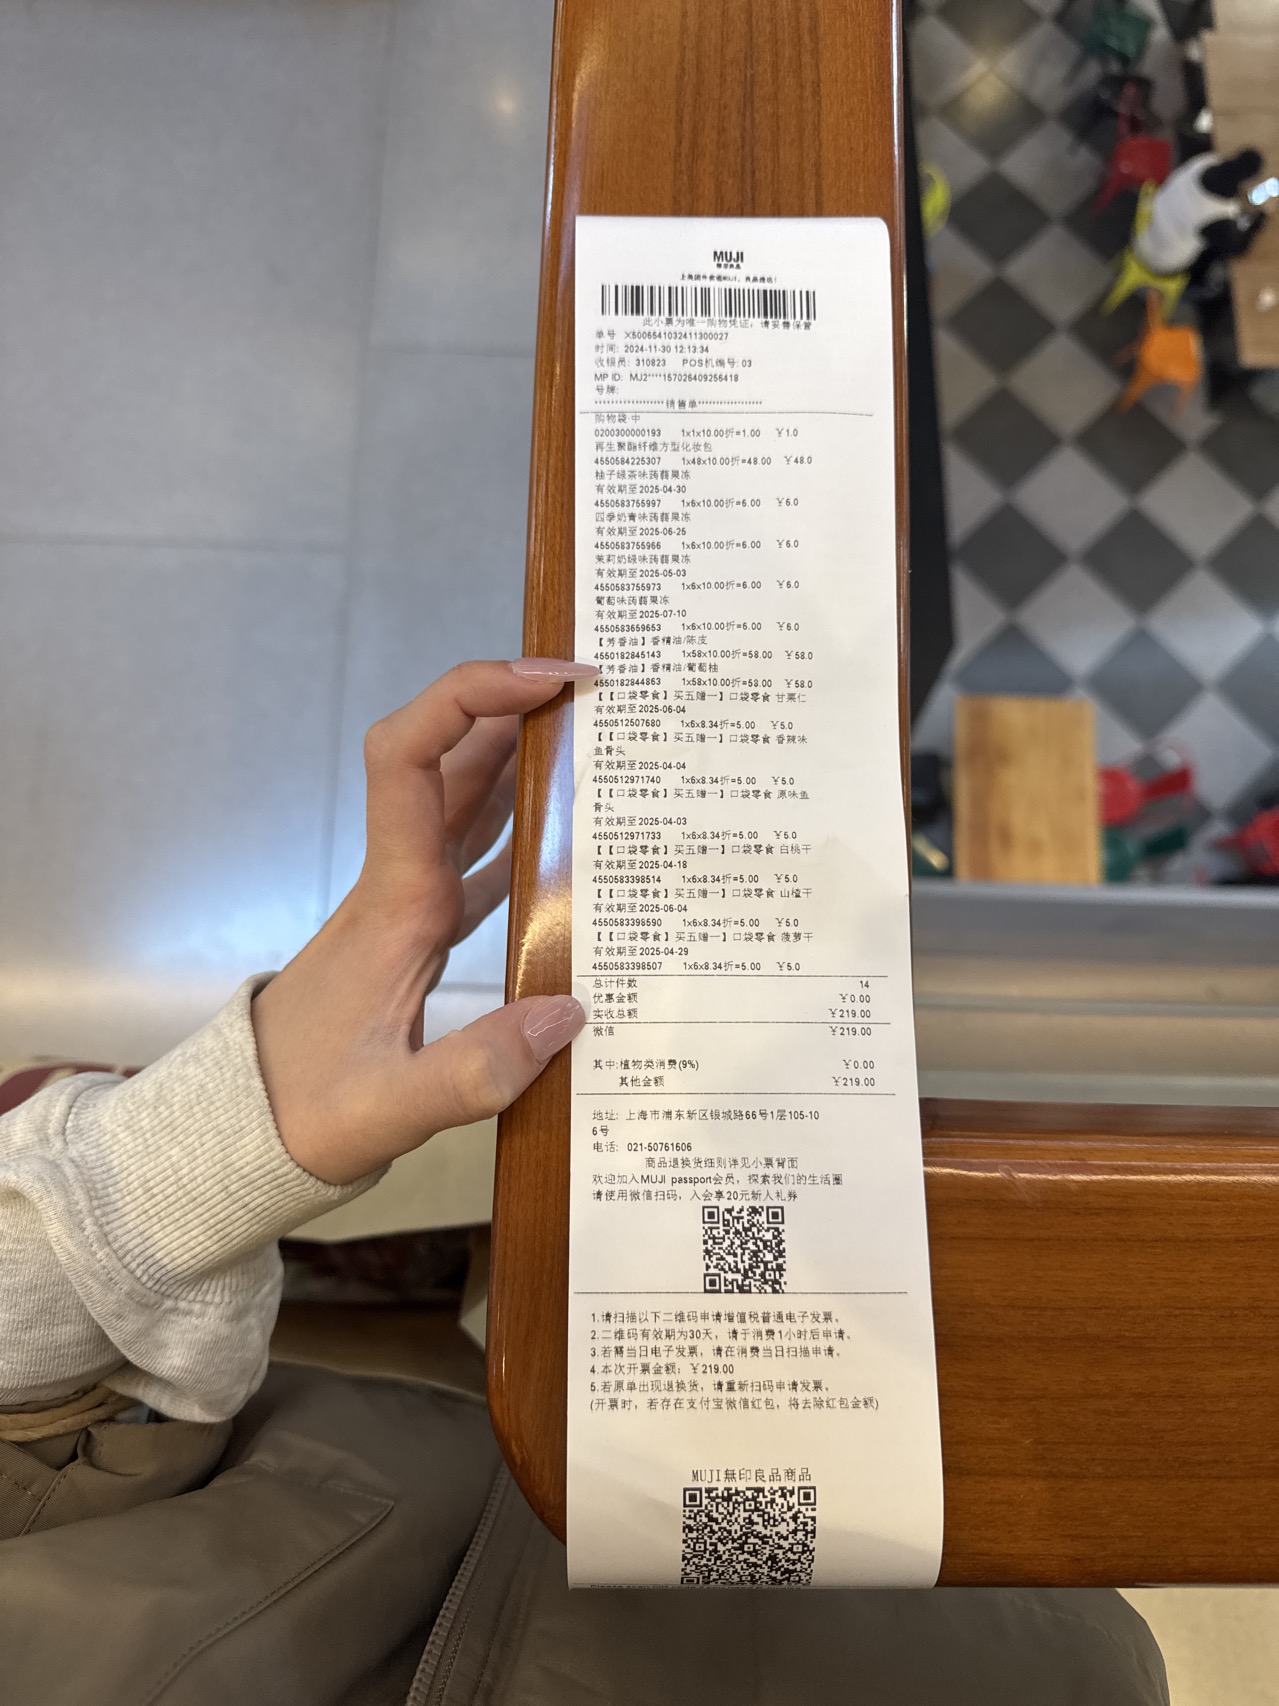 MUJI
無印良品
此小票为唯一购物凭证，请妥善保管
单号 X5006541032411300027
时间: 2024-11-30 12:13:34
收银员: 310823 POS机编号: 03
MP ID: MJ2****157026409256418
号牌:
******************销售单******************
购物袋·中
0200300000193 1x1x10.00折=1.00 ￥1.0
再生聚酯纤维方型化妆包
4550584225307 1x48x10.00折=48.00 ￥48.0
柚子绿茶味蒟蒻果冻
有效期至2025-04-30
4550583755997 1x6x10.00折=6.00 ￥6.0
四季奶青味蒟蒻果冻
有效期至2025-06-25
4550583755966 1x6x10.00折=6.00 ￥6.0
茉莉奶绿味蒟蒻果冻
有效期至2025-05-03
4550583755973 1x6x10.00折=6.00 ￥6.0
葡萄味蒟蒻果冻
有效期至2025-07-10
4550583659653 1x6x10.00折=6.00 ￥6.0
【芳香油】香精油/陈皮
4550182845143 1x58x10.00折=58.00 ￥58.0
【芳香油】香精油/葡萄柚
4550182844863 1x58x10.00折=58.00 ￥58.0
【【口袋零食】买五赠一】口袋零食 甘栗仁
有效期至2025-06-04
4550512507680 1x6x8.34折=5.00 ￥5.0
【【口袋零食】买五赠一】口袋零食 香辣味
鱼骨头
有效期至2025-04-04
4550512971740 1x6x8.34折=5.00 ￥5.0
【【口袋零食】买五赠一】口袋零食 原味鱼
骨头
有效期至2025-04-03
4550512971733 1x6x8.34折=5.00 ￥5.0
【【口袋零食】买五赠一】口袋零食 白桃干
有效期至2025-04-18
4550583398514 1x6x8.34折=5.00 ￥5.0
【【口袋零食】买五赠一】口袋零食 山楂干
有效期至2025-06-04
4550583398590 1x6x8.34折=5.00 ￥5.0
【【口袋零食】买五赠一】口袋零食 菠萝干
有效期至2025-04-29
4550583398507 1x6x8.34折=5.00 ￥5.0
总计件数 14
优惠金额 ￥0.00
实收总额 ￥219.00
微信 ￥219.00
其中:植物类消费(9%) ￥0.00
其他金额 ￥219.00
地址: 上海市浦东新区银城路66号1层105-10
6号
电话: 021-50761606
商品退换货细则详见小票背面
欢迎加入MUJI passport会员，探索我们的生活圈
请使用微信扫码，入会享20元新人礼券
1.请扫描以下二维码申请增值税普通电子发票。
2.二维码有效期为30天，请于消费1小时后申请。
3.若需当日电子发票，请在消费当日扫描申请。
4.本次开票金额: ￥219.00
5.若原单出现退换货，请重新扫码申请发票。
(开票时，若存在支付宝微信红包，将去除红包金额)
MUJI無印良品商品